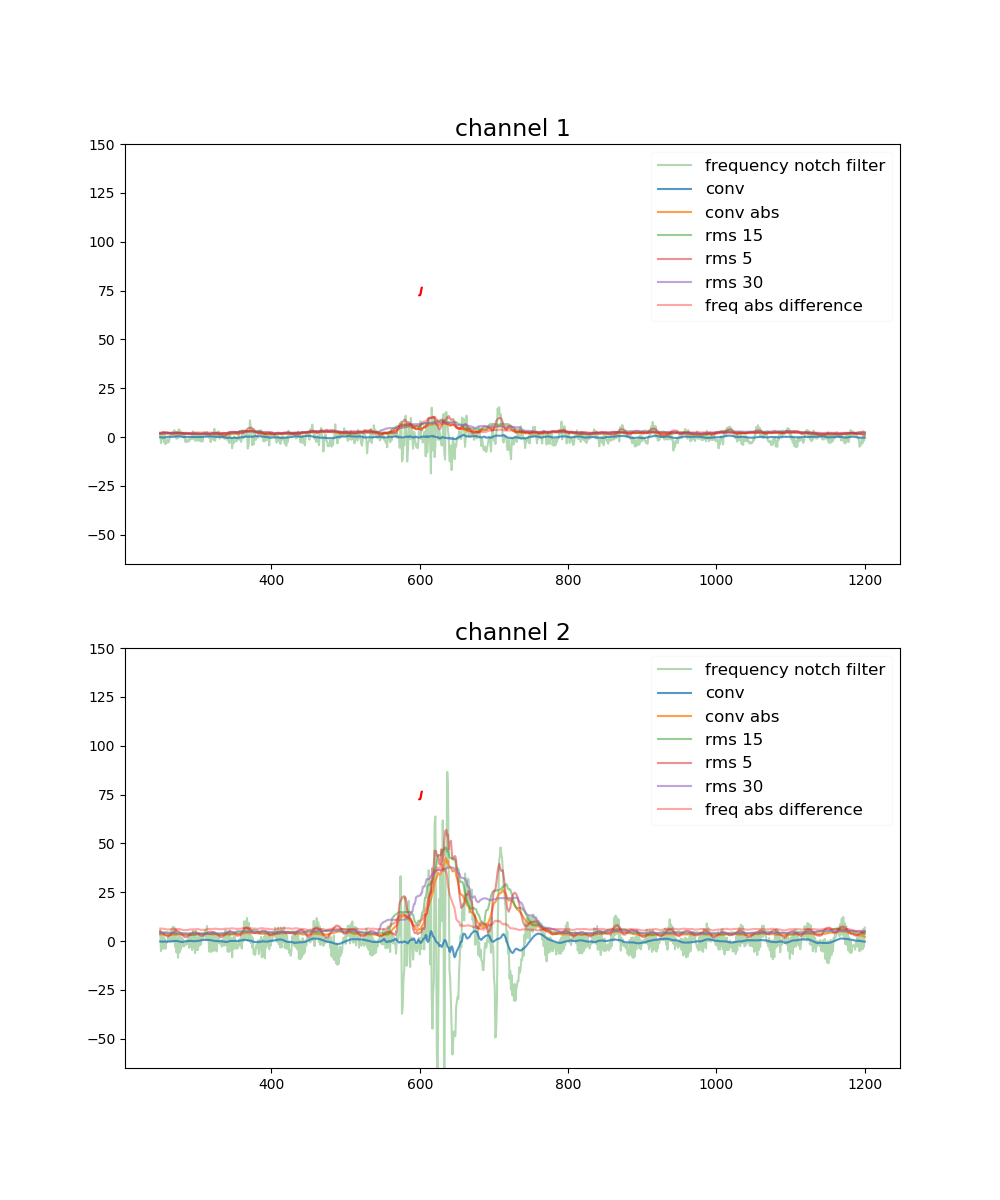 channel 1
150
125
100
75
50
25
0
−25
−50
frequency notch filter
conv
conv abs
rms 15
rms 5
rms 30
freq abs difference
J
400 600 800 1000 1200
channel 2
150
125
100
75
50
25
0
−25
−50
frequency notch filter
conv
conv abs
rms 15
rms 5
rms 30
freq abs difference
J
400 600 800 1000 1200